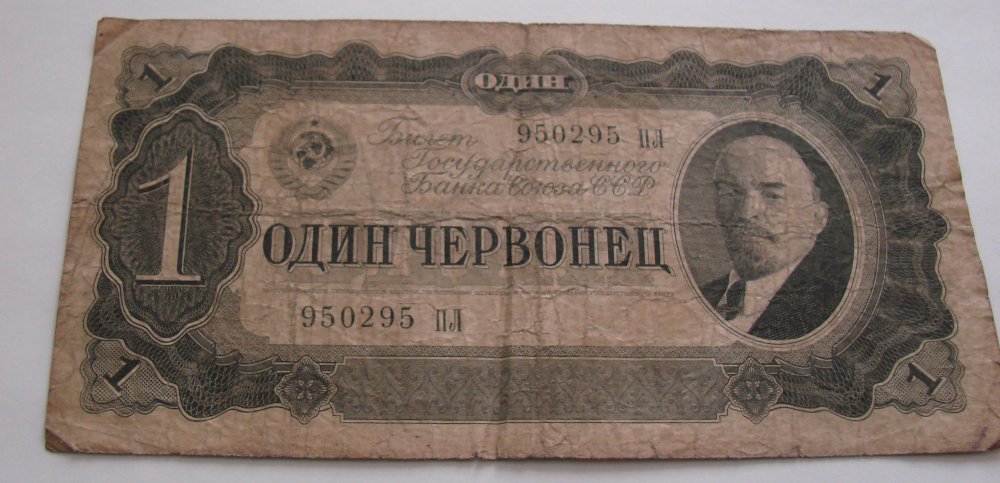 1 ОДИН 1
Билет 950295 ПЛ
Государственного
Банка Союза ССР
1
ОДИН ЧЕРВОНЕЦ
950295 ПЛ
1 1